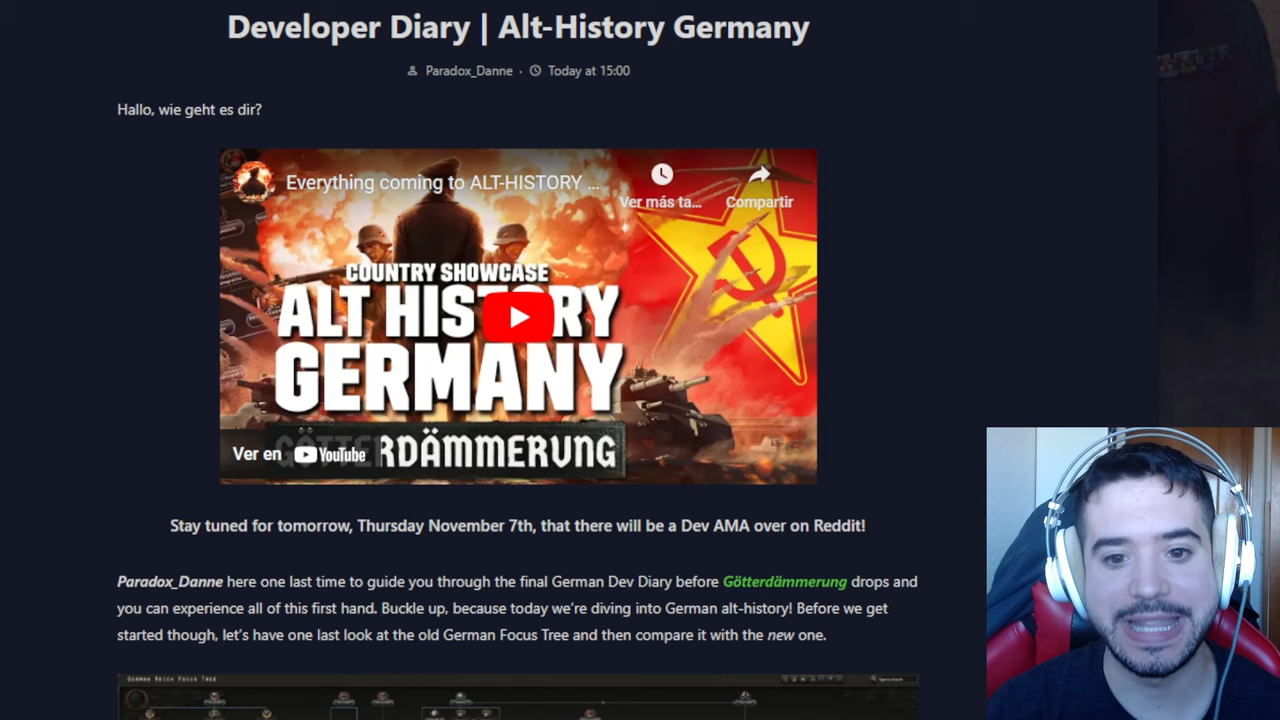 Developer Diary | Alt-History Germany
Paradox_Danne · Today at 15:00
Hallo, wie geht es dir?
Everything coming to ALT-HISTORY ...
Ver más ta...
Compartir
COUNTRY SHOWCASE
ALT HISTORY
GERMANY
GÖTTERDÄMMERUNG
Ver en YouTube
Stay tuned for tomorrow, Thursday November 7th, that there will be a Dev AMA over on Reddit!
Paradox_Danne here one last time to guide you through the final German Dev Diary before Götterdämmerung drops and
you can experience all of this first hand. Buckle up, because today we’re diving into German alt-history! Before we get
started though, let’s have one last look at the old German Focus Tree and then compare it with the new one.
German Reich Focus Tree